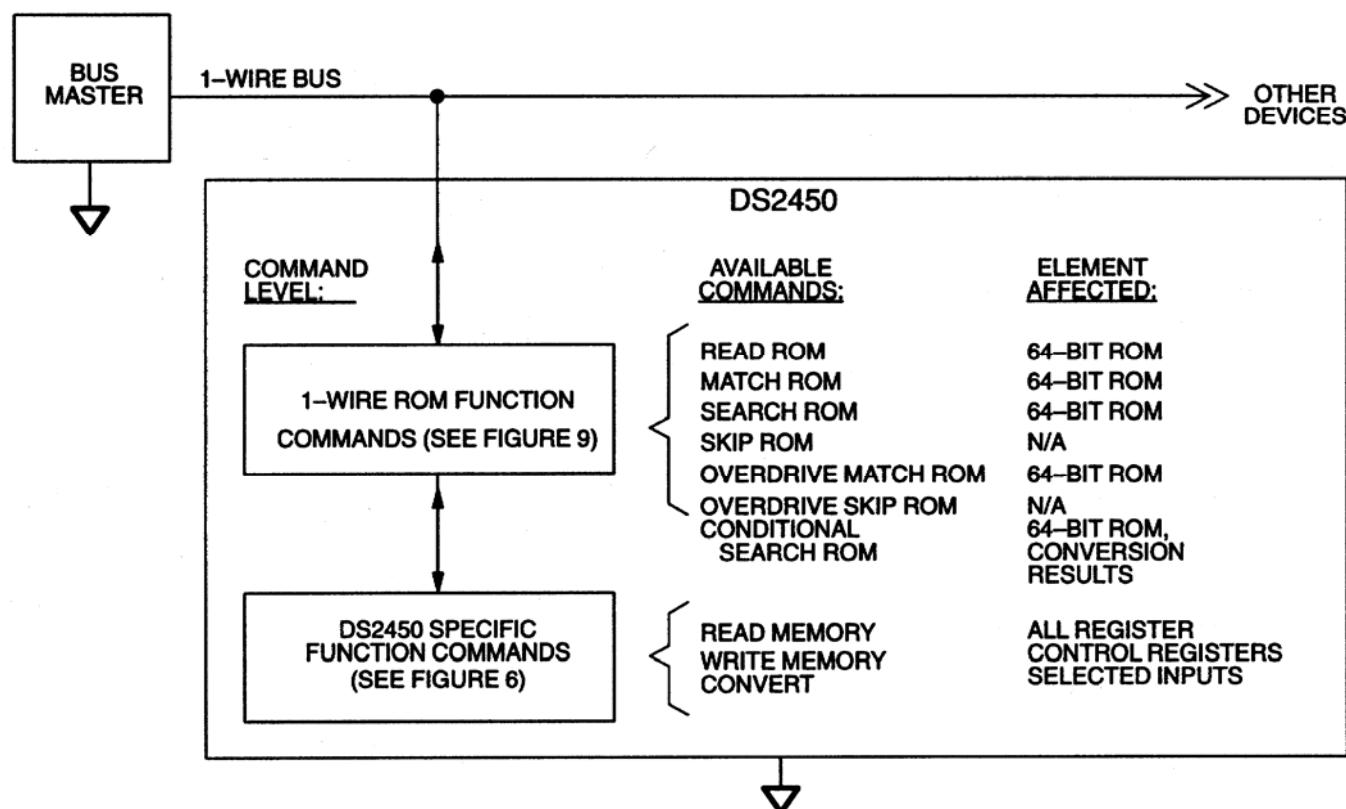 BUS
MASTER
1–WIRE BUS
OTHER
DEVICES
DS2450
COMMAND
LEVEL:
AVAILABLE
COMMANDS:
ELEMENT
AFFECTED:
1–WIRE ROM FUNCTION
COMMANDS (SEE FIGURE 9)
READ ROM 64–BIT ROM
MATCH ROM 64–BIT ROM
SEARCH ROM 64–BIT ROM
SKIP ROM N/A
OVERDRIVE MATCH ROM 64–BIT ROM
OVERDRIVE SKIP ROM N/A
CONDITIONAL 64–BIT ROM,
SEARCH ROM CONVERSION
RESULTS
DS2450 SPECIFIC
FUNCTION COMMANDS
(SEE FIGURE 6)
READ MEMORY ALL REGISTER
WRITE MEMORY CONTROL REGISTERS
CONVERT SELECTED INPUTS